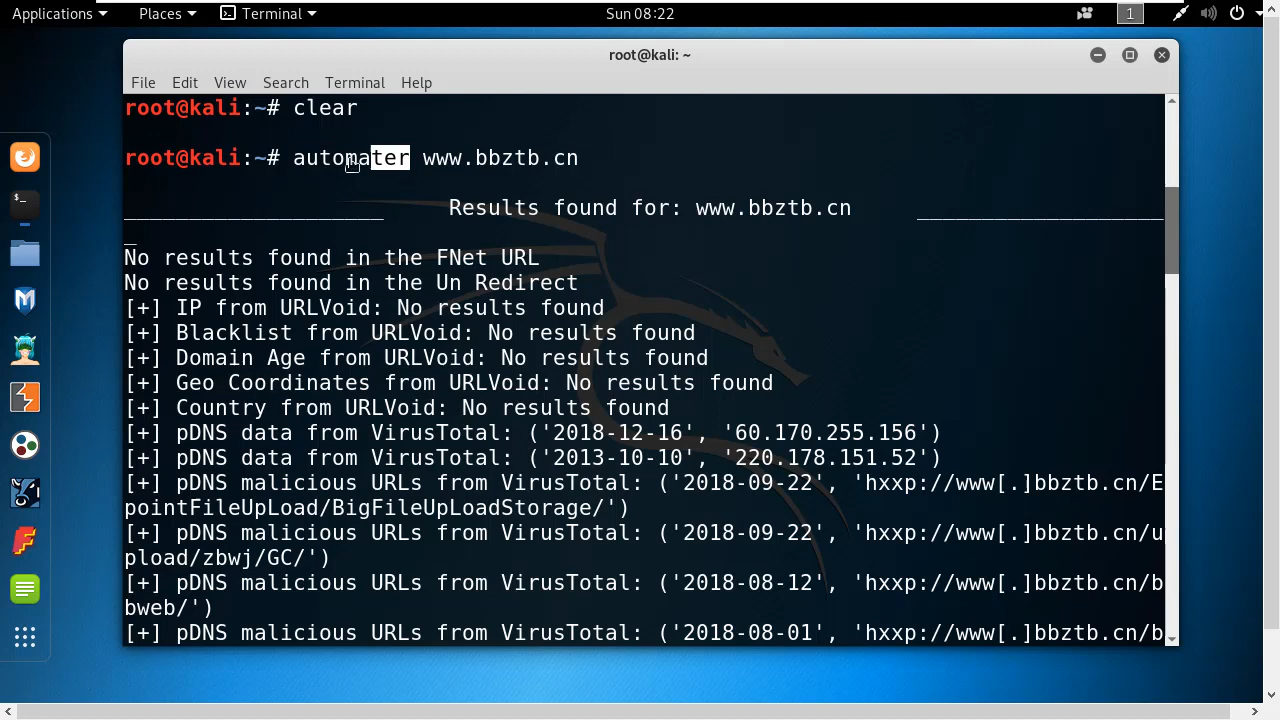 Applications Places Terminal Sun 08:22 1
root@kali: ~
File Edit View Search Terminal Help
root@kali:~# clear
root@kali:~# automater www.bbztb.cn
____________________ Results found for: www.bbztb.cn ___________________
_
No results found in the FNet URL
No results found in the Un Redirect
[+] IP from URLVoid: No results found
[+] Blacklist from URLVoid: No results found
[+] Domain Age from URLVoid: No results found
[+] Geo Coordinates from URLVoid: No results found
[+] Country from URLVoid: No results found
[+] pDNS data from VirusTotal: ('2018-12-16', '60.170.255.156')
[+] pDNS data from VirusTotal: ('2013-10-10', '220.178.151.52')
[+] pDNS malicious URLs from VirusTotal: ('2018-09-22', 'hxxp://www[.]bbztb.cn/E
pointFileUpLoad/BigFileUpLoadStorage/')
[+] pDNS malicious URLs from VirusTotal: ('2018-09-22', 'hxxp://www[.]bbztb.cn/u
pload/zbwj/GC/')
[+] pDNS malicious URLs from VirusTotal: ('2018-08-12', 'hxxp://www[.]bbztb.cn/b
bweb/')
[+] pDNS malicious URLs from VirusTotal: ('2018-08-01', 'hxxp://www[.]bbztb.cn/b